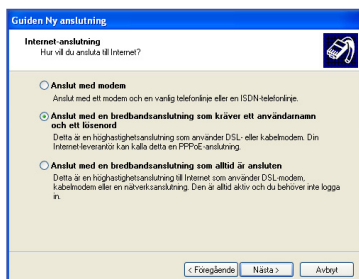 Guiden Ny anslutning
Internet-anslutning
Hur vill du ansluta till Internet?
Anslut med modem
Anslut med ett modem och en vanlig telefonlinje eller en ISDN-telefonlinje.
Anslut med en bredbandsanslutning som kräver ett användarnamn
och ett lösenord
Detta är en höghastighetsanslutning som använder DSL- eller kabelmodem. Din
Internet-leverantör kan kalla detta en PPPoE-anslutning.
Anslut med en bredbandsanslutning som alltid är ansluten
Detta är en höghastighetsanslutning till Internet som använder DSL-modem,
kabelmodem eller en nätverksanslutning. Den är alltid aktiv och du behöver inte logga
in.
< Föregående Nästa > Avbryt